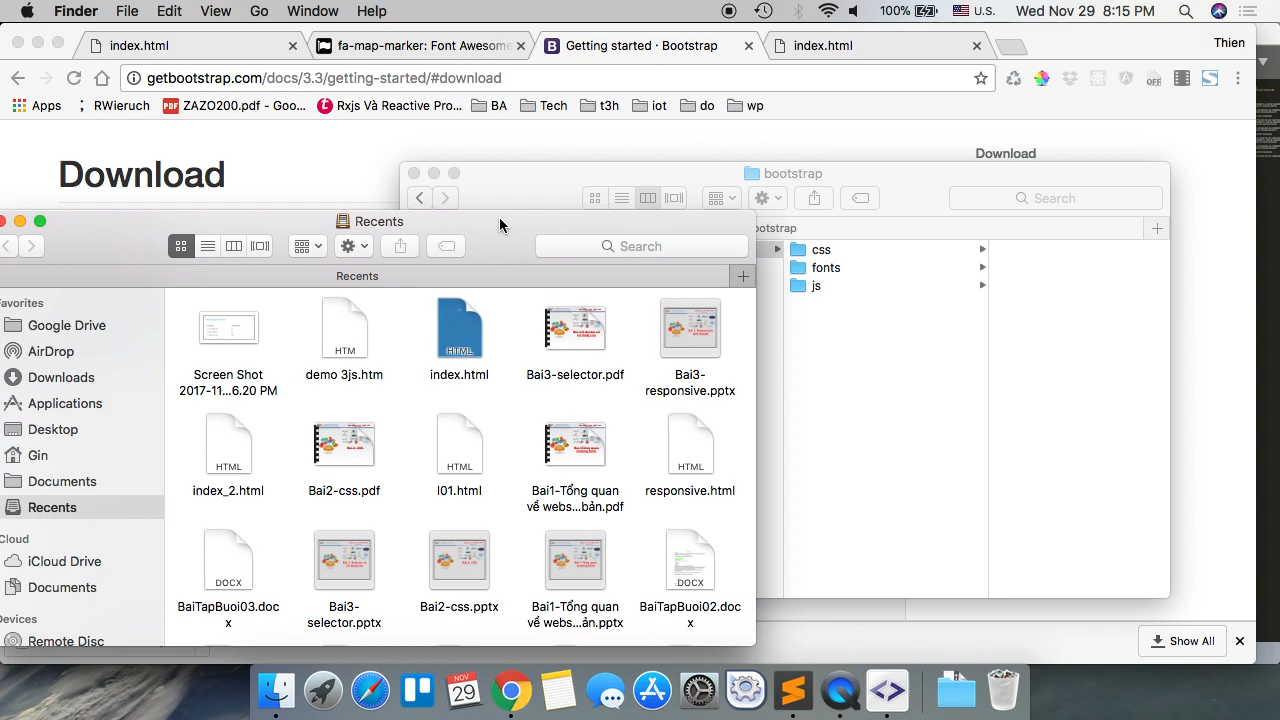 Finder File Edit View Go Window Help 100% U.S. Wed Nov 29 8:15 PM
index.html fa-map-marker: Font Awesome Getting started · Bootstrap index.html Thien
getbootstrap.com/docs/3.3/getting-started/#download OFF
Apps RWieruch ZAZO200.pdf - Goo... Rxjs Và Reactive Pro... BA Tech t3h iot do wp
Download
Download
bootstrap
Search
ootstrap
css
fonts
js
Recents
Search
Recents
Favorites
Google Drive
AirDrop
Downloads
Applications
Desktop
Gin
Documents
Recents
Cloud
iCloud Drive
Documents
Devices
Remote Disc
HTM
HTML
Screen Shot
2017-11...6.20 PM
demo 3js.htm
index.html
Bai3-selector.pdf
Bai3-
responsive.pptx
HTML
HTML
HTML
index_2.html
Bai2-css.pdf
l01.html
Bai1-Tổng quan
về webs...bản.pdf
responsive.html
DOCX
DOCX
BaiTapBuoi03.doc
x
Bai3-
selector.pptx
Bai2-css.pptx
Bai1-Tổng quan
về webs...ản.pptx
BaiTapBuoi02.doc
x
Show All
NOV
29